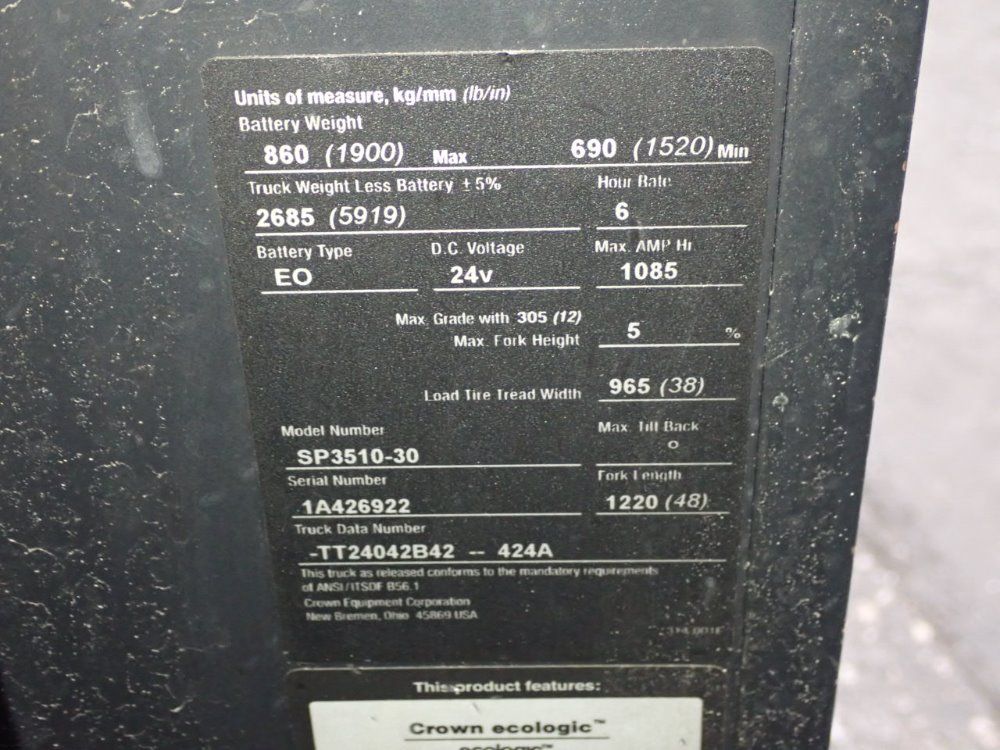 Units of measure, kg/mm (lb/in)
Battery Weight
860 (1900) Max 690 (1520) Min
Truck Weight Less Battery ±5% Hour Rate
2685 (5919) 6
Battery Type D.C. Voltage Max. AMP Hr
EO 24v 1085
Max. Grade with 305 (12)
Max. Fork Height 5 %
Load Tire Tread Width 965 (38)
Model Number Max. Tilt Back
SP3510-30 o
Serial Number Fork Length
1A426922 1220 (48)
Truck Data Number
-TT24042B42 -- 424A
This truck as released conforms to the mandatory requirements
of ANSI/ITSDF B56.1
Crown Equipment Corporation
New Bremen, Ohio 45869 USA
This product features:
Crown ecologic™
ecologic™